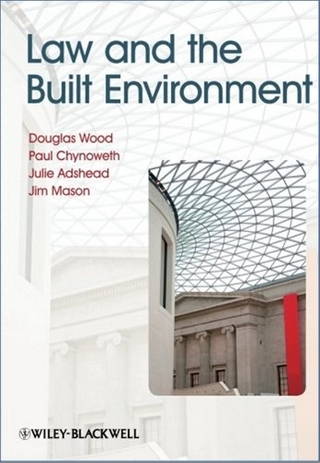 Law and the
Built Environment
Douglas Wood
Paul Chynoweth
Julie Adshead
Jim Mason
WILEY-BLACKWELL